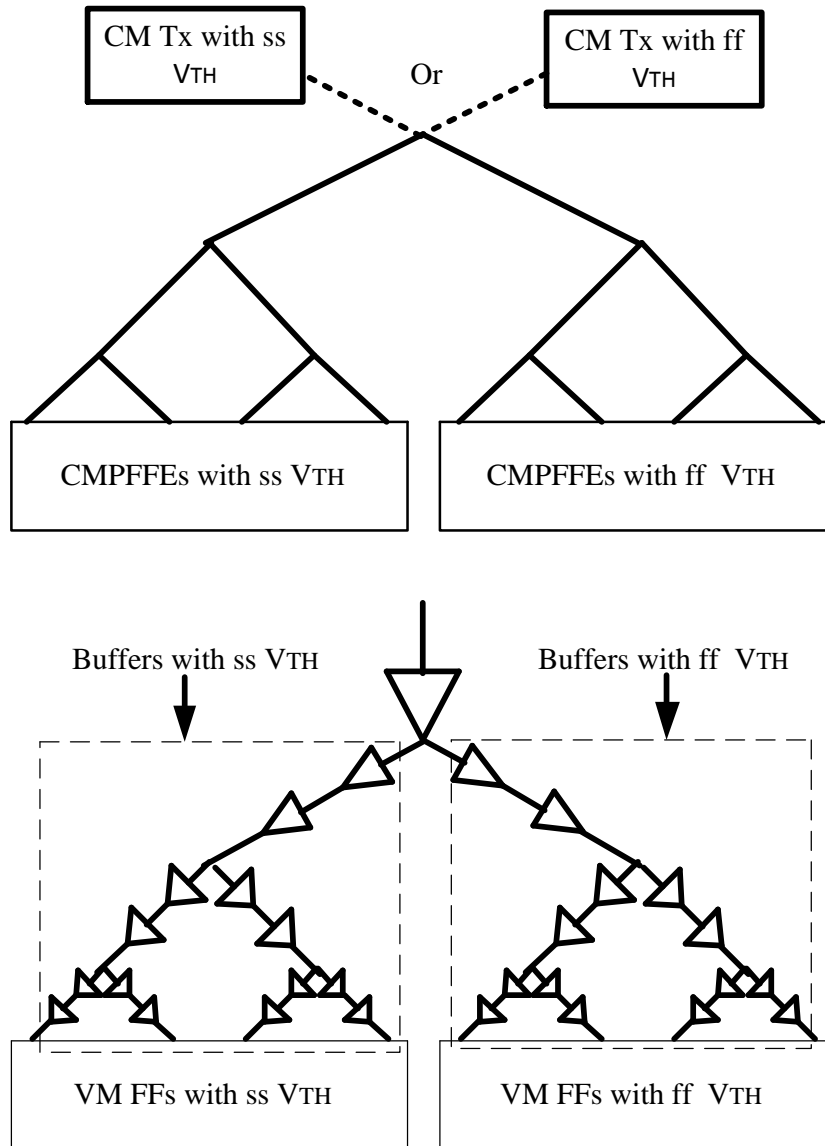 CM Tx with ss
VTH
Or
CM Tx with ff
VTH
CMPFFEs with ss VTH
CMPFFEs with ff VTH
Buffers with ss VTH
Buffers with ff VTH
VM FFs with ss VTH
VM FFs with ff VTH